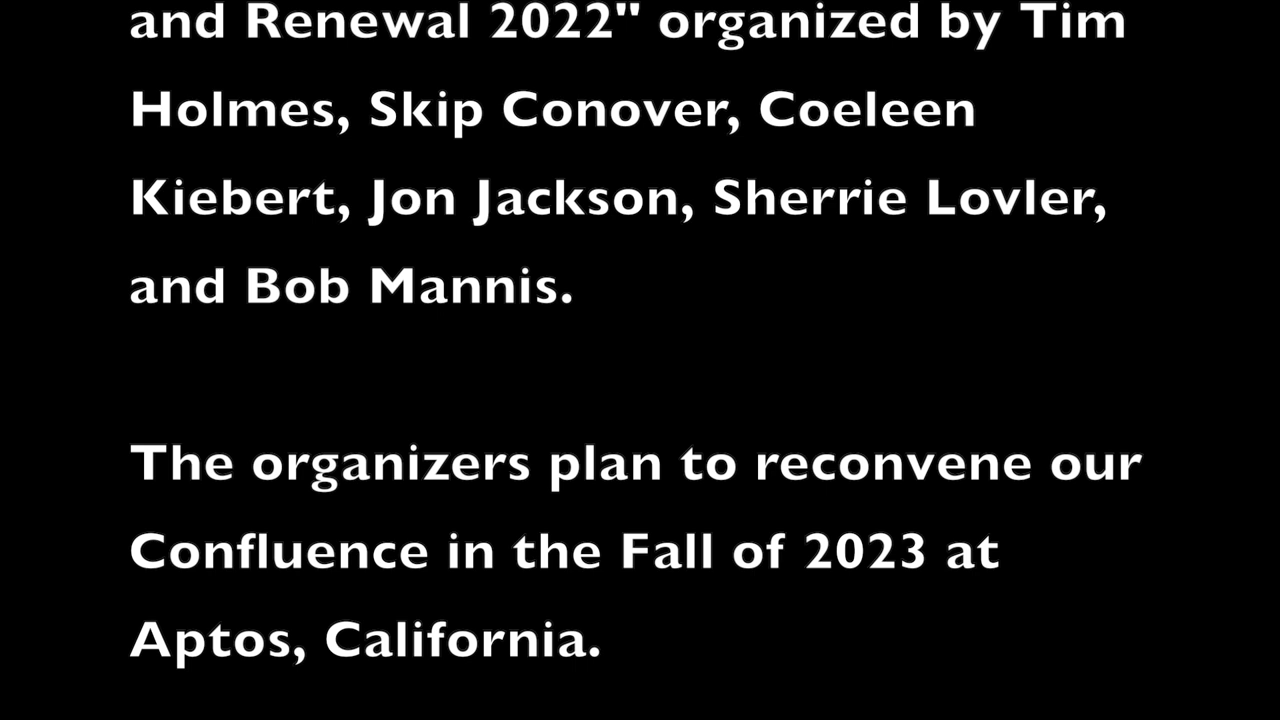 and Renewal 2022" organized by Tim
Holmes, Skip Conover, Coeleen
Kiebert, Jon Jackson, Sherrie Lovler,
and Bob Mannis.
The organizers plan to reconvene our
Confluence in the Fall of 2023 at
Aptos, California.